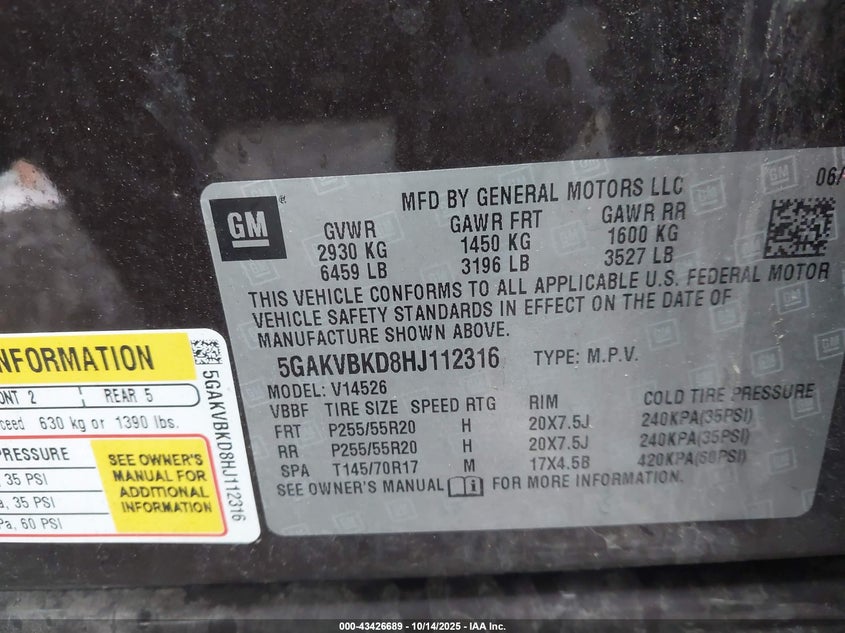 MFD BY GENERAL MOTORS LLC
06/
GM
GVWR GAWR FRT GAWR RR
2930 KG 1450 KG 1600 KG
6459 LB 3196 LB 3527 LB
THIS VEHICLE CONFORMS TO ALL APPLICABLE U.S. FEDERAL MOTOR
VEHICLE SAFETY STANDARDS IN EFFECT ON THE DATE OF
MANUFACTURE SHOWN ABOVE.
5GAKVBKD8HJ112316 TYPE: M.P.V.
MODEL: V14526
VBBF TIRE SIZE SPEED RTG RIM COLD TIRE PRESSURE
FRT P255/55R20 H 20X7.5J 240KPA(35PSI)
RR P255/55R20 H 20X7.5J 240KPA(35PSI)
SPA T145/70R17 M 17X4.5B 420KPA(60PSI)
SEE OWNER'S MANUAL FOR MORE INFORMATION.
NFORMATION
ONT 2 REAR 5
ceed 630 kg or 1390 lbs.
PRESSURE
, 35 PSI
a, 35 PSI
Pa, 60 PSI
SEE OWNER'S
MANUAL FOR
ADDITIONAL
INFORMATION
5GAKVBKD8HJ112316
000-43426689 - 10/14/2025 - IAA Inc.